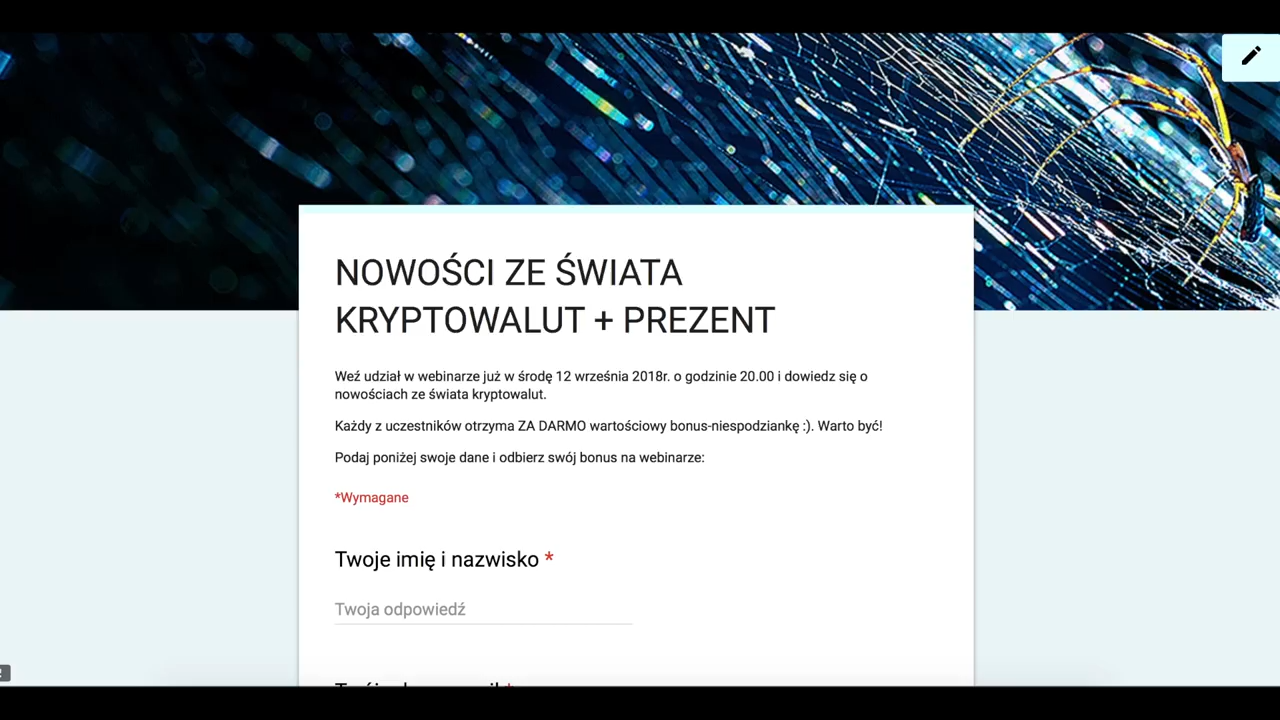 NOWOŚCI ZE ŚWIATA
KRYPTOWALUT + PREZENT
Weź udział w webinarze już w środę 12 września 2018r. o godzinie 20.00 i dowiedz się o
nowościach ze świata kryptowalut.
Każdy z uczestników otrzyma ZA DARMO wartościowy bonus-niespodziankę :). Warto być!
Podaj poniżej swoje dane i odbierz swój bonus na webinarze:
*Wymagane
Twoje imię i nazwisko *
Twoja odpowiedź